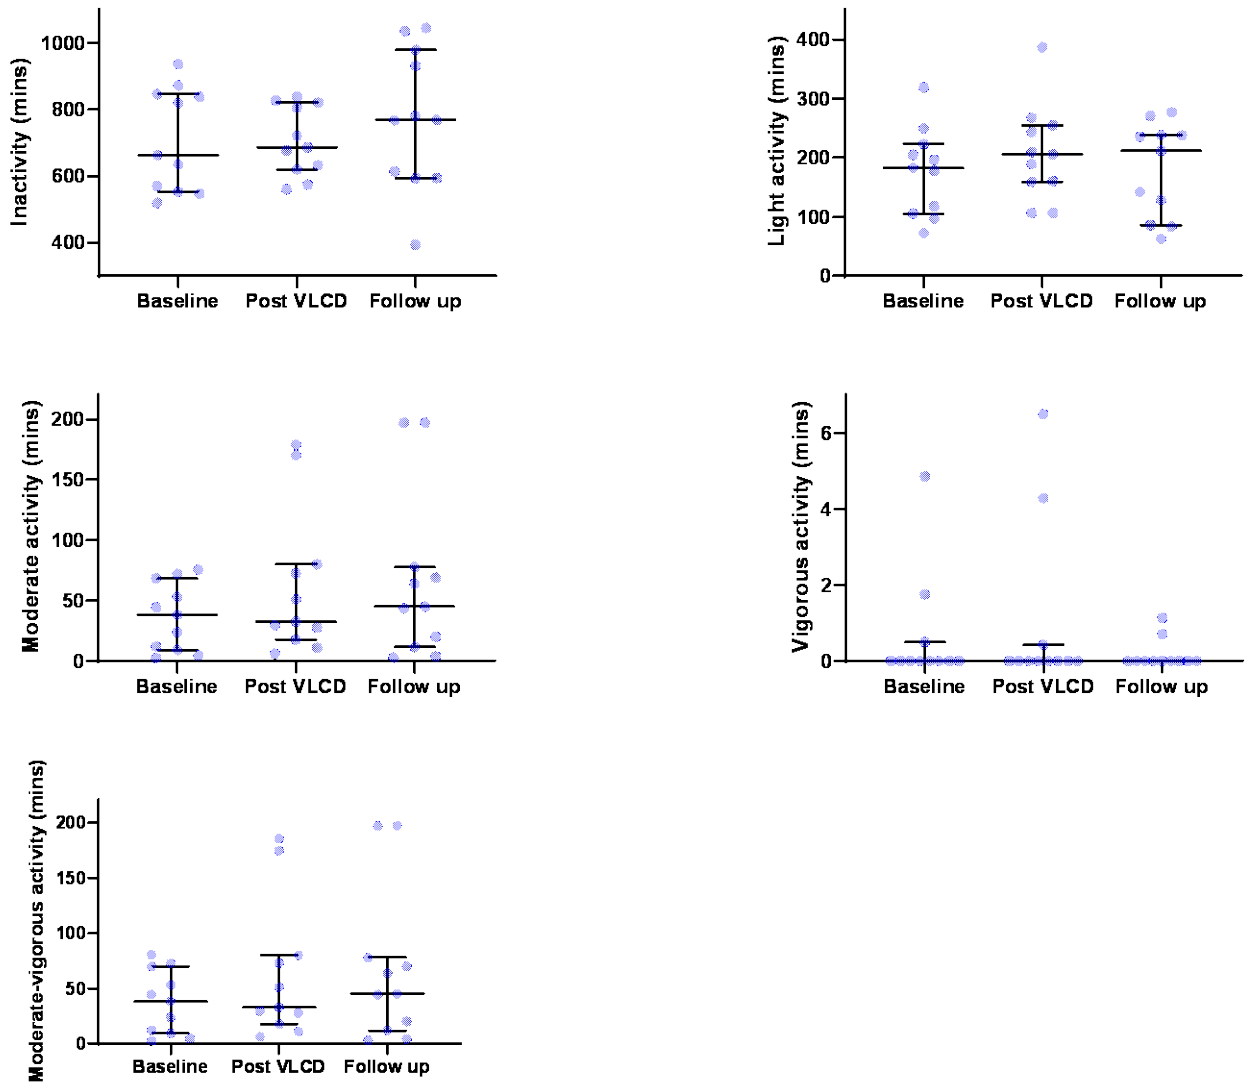 Inactivity (mins)
1000
800
600
400
Baseline Post VLCD Follow up
Light activity (mins)
400
300
200
100
0
Baseline Post VLCD Follow up
Moderate activity (mins)
200
150
100
50
0
Baseline Post VLCD Follow up
Vigorous activity (mins)
6
4
2
0
Baseline Post VLCD Follow up
Moderate-vigorous activity (mins)
200
150
100
50
0
Baseline Post VLCD Follow up